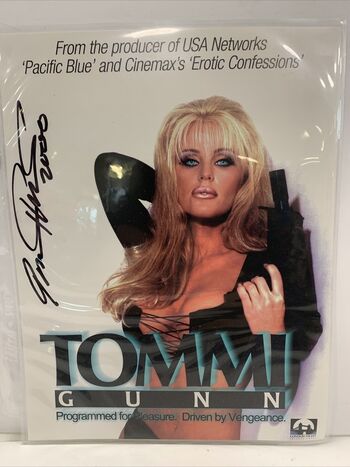 From the producer of USA Networks
'Pacific Blue' and Cinemax's 'Erotic Confessions'
2000
TOMMI
GUNN
Programmed for Pleasure. Driven by Vengeance.